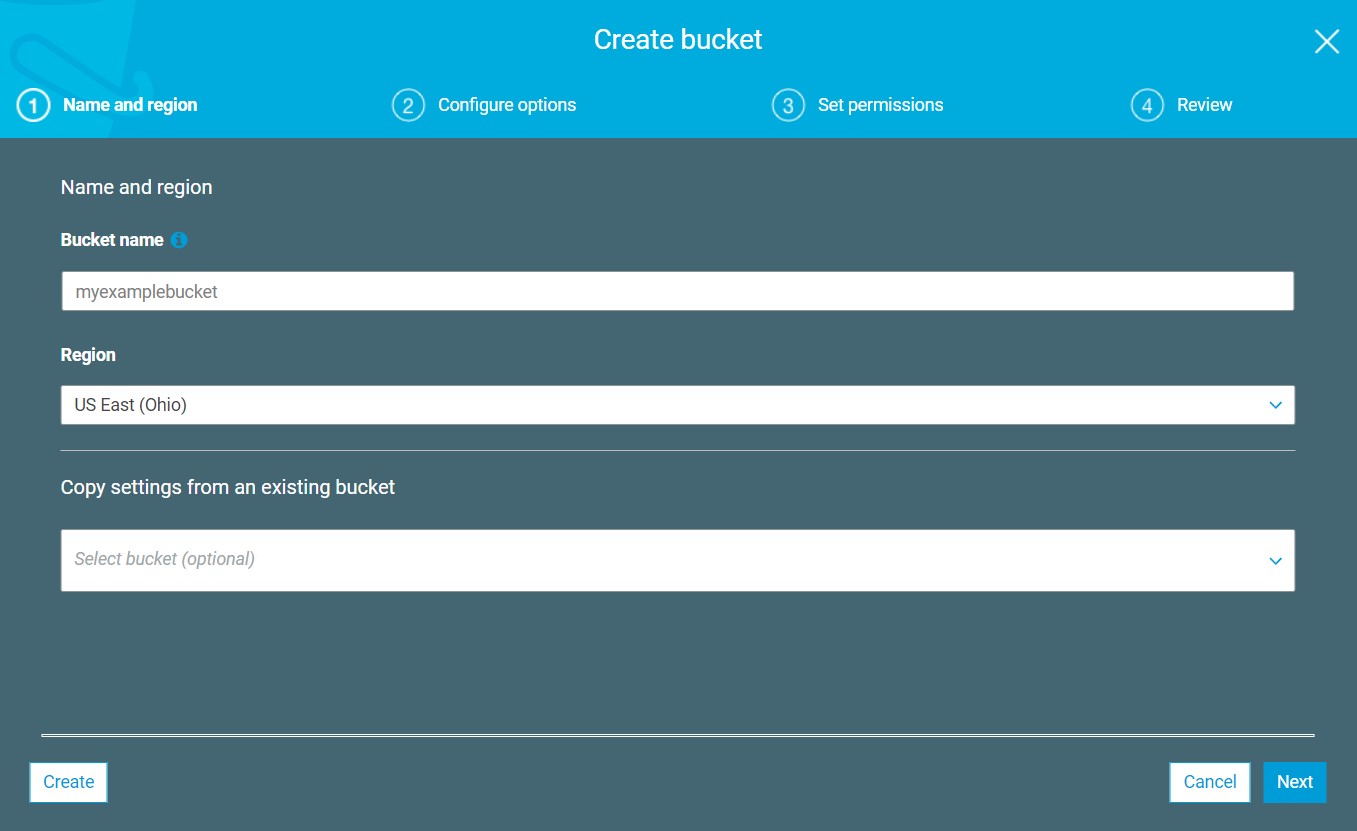 Create bucket
1 Name and region
2 Configure options
3 Set permissions
4 Review
Name and region
Bucket name
myexamplebucket
Region
US East (Ohio)
Copy settings from an existing bucket
Select bucket (optional)
Create
Cancel
Next